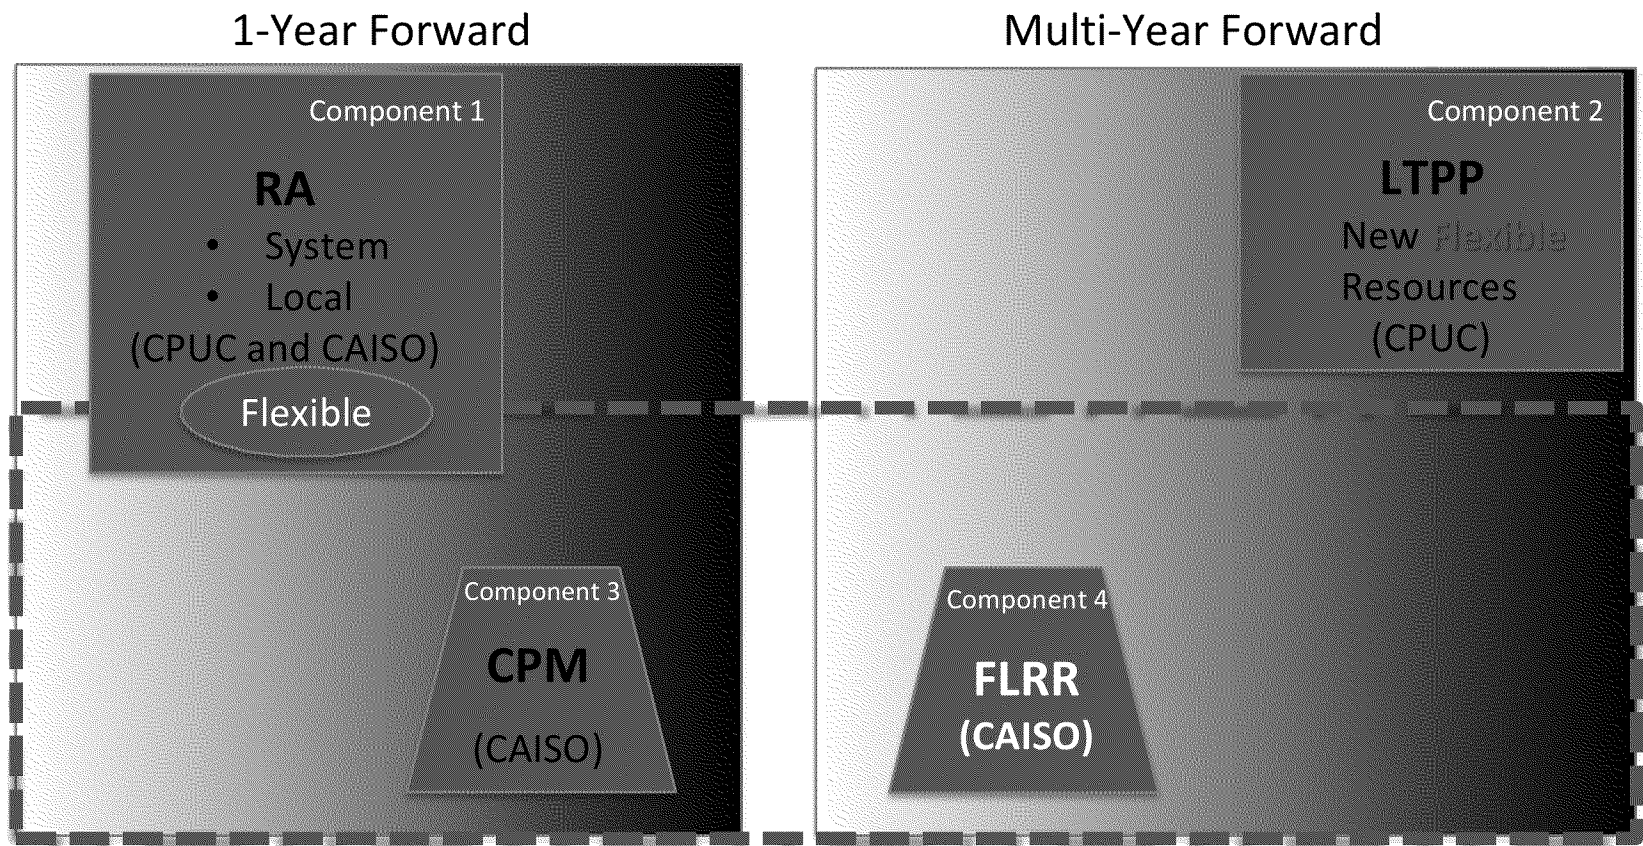 1-Year Forward
Component 1
RA
• System
• Local
(CPUC and CAISO)
Flexible
Component 3
CPM
(CAISO)
Multi-Year Forward
Component 2
LTPP
New Flexible
Resources
(CPUC)
Component 4
FLRR
(CAISO)